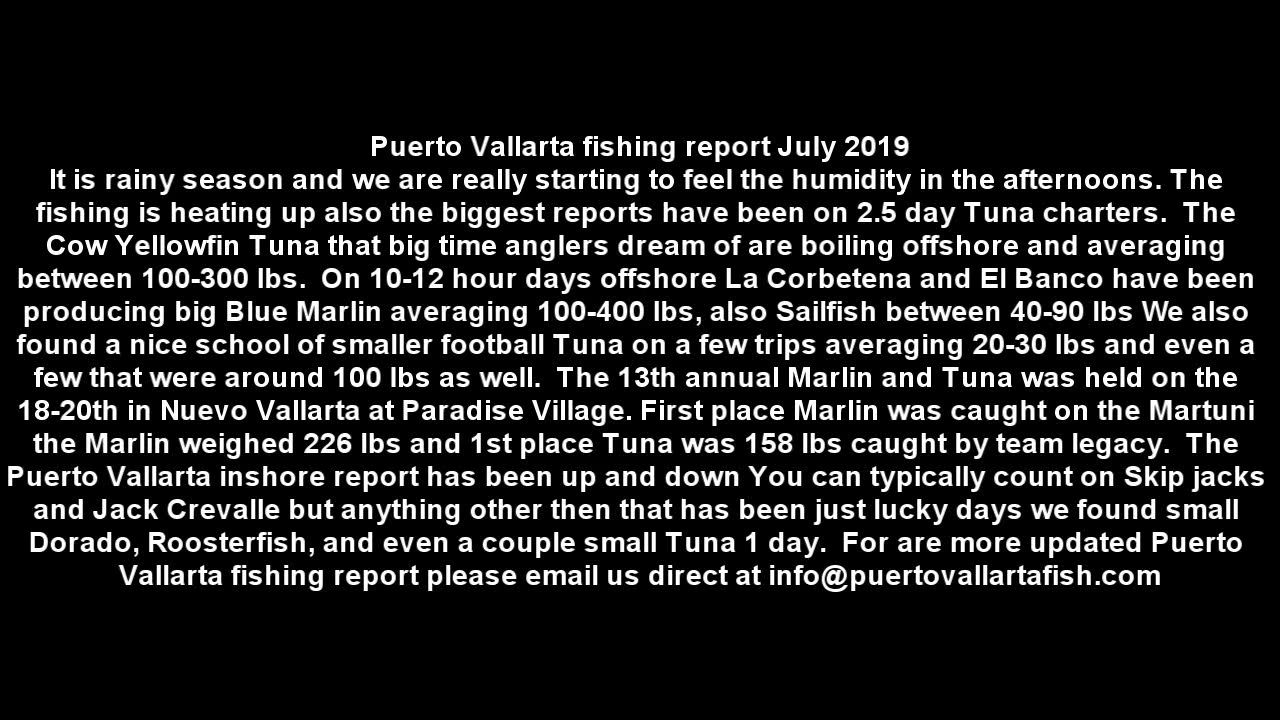 Puerto Vallarta fishing report July 2019
It is rainy season and we are really starting to feel the humidity in the afternoons. The
fishing is heating up also the biggest reports have been on 2.5 day Tuna charters.  The
Cow Yellowfin Tuna that big time anglers dream of are boiling offshore and averaging
between 100-300 lbs.  On 10-12 hour days offshore La Corbetena and El Banco have been
producing big Blue Marlin averaging 100-400 lbs, also Sailfish between 40-90 lbs We also
found a nice school of smaller football Tuna on a few trips averaging 20-30 lbs and even a
few that were around 100 lbs as well.  The 13th annual Marlin and Tuna was held on the
18-20th in Nuevo Vallarta at Paradise Village. First place Marlin was caught on the Martuni
the Marlin weighed 226 lbs and 1st place Tuna was 158 lbs caught by team legacy.  The
Puerto Vallarta inshore report has been up and down You can typically count on Skip jacks
and Jack Crevalle but anything other then that has been just lucky days we found small
Dorado, Roosterfish, and even a couple small Tuna 1 day.  For are more updated Puerto
Vallarta fishing report please email us direct at info@puertovallartafish.com